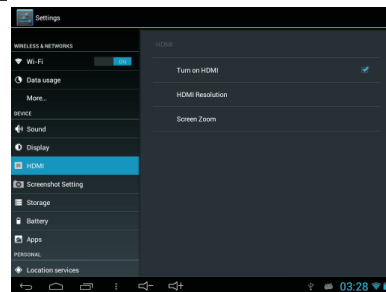 Settings
WIRELESS & NETWORKS
Wi-Fi ON
Data usage
More...
DEVICE
Sound
Display
HDMI
Screenshot Setting
Storage
Battery
Apps
PERSONAL
Location services
HDMI
Turn on HDMI
HDMI Resolution
Screen Zoom
03:28